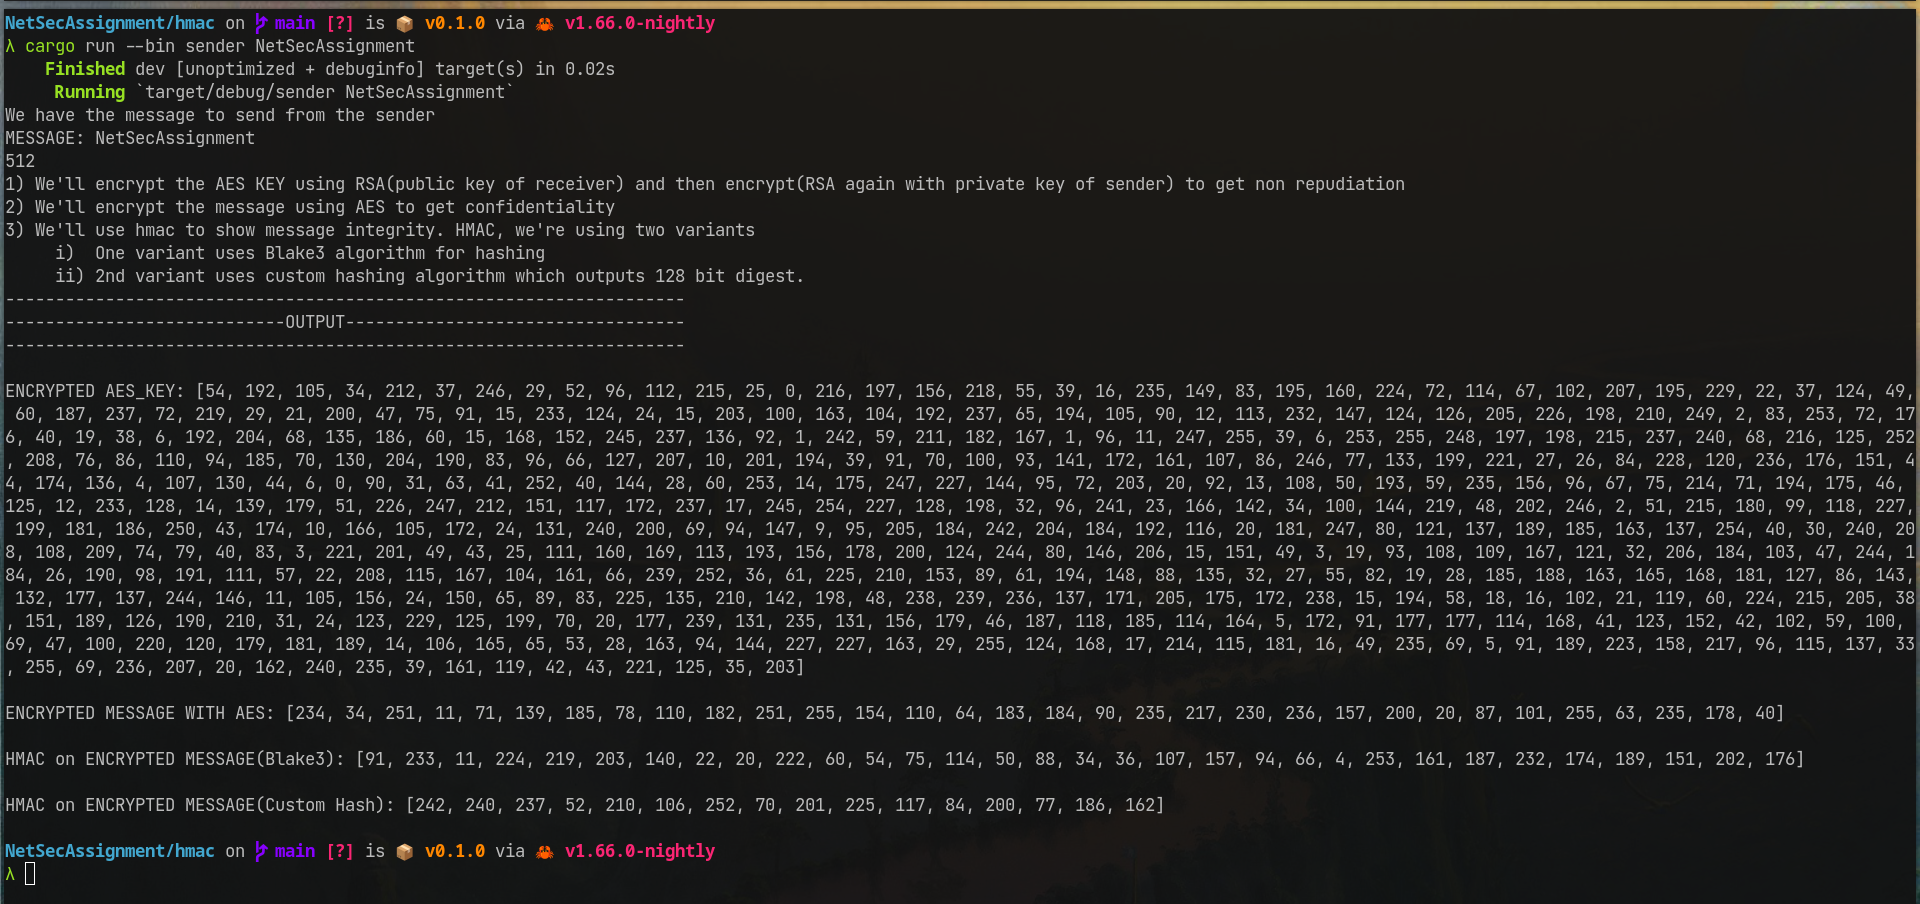 NetSecAssignment/hmac on main [?] is 📦 v0.1.0 via 🦀 v1.66.0-nightly
λ cargo run --bin sender NetSecAssignment
    Finished dev [unoptimized + debuginfo] target(s) in 0.02s
     Running `target/debug/sender NetSecAssignment`
We have the message to send from the sender
MESSAGE: NetSecAssignment
512
1) We'll encrypt the AES KEY using RSA(public key of receiver) and then encrypt(RSA again with private key of sender) to get non repudiation
2) We'll encrypt the message using AES to get confidentiality
3) We'll use hmac to show message integrity. HMAC, we're using two variants
     i)  One variant uses Blake3 algorithm for hashing
     ii) 2nd variant uses custom hashing algorithm which outputs 128 bit digest.
--------------------------------------------------------------------
----------------------------OUTPUT----------------------------------
--------------------------------------------------------------------
ENCRYPTED AES_KEY: [54, 192, 105, 34, 212, 37, 246, 29, 52, 96, 112, 215, 25, 0, 216, 197, 156, 218, 55, 39, 16, 235, 149, 83, 195, 160, 224, 72, 114, 67, 102, 207, 195, 229, 22, 37, 124, 49,
 60, 187, 237, 72, 219, 29, 21, 200, 47, 75, 91, 15, 233, 124, 24, 15, 203, 100, 163, 104, 192, 237, 65, 194, 105, 90, 12, 113, 232, 147, 124, 126, 205, 226, 198, 210, 249, 2, 83, 253, 72, 17
6, 40, 19, 38, 6, 192, 204, 68, 135, 186, 60, 15, 168, 152, 245, 237, 136, 92, 1, 242, 59, 211, 182, 167, 1, 96, 11, 247, 255, 39, 6, 253, 255, 248, 197, 198, 215, 237, 240, 68, 216, 125, 252
, 208, 76, 86, 110, 94, 185, 70, 130, 204, 190, 83, 96, 66, 127, 207, 10, 201, 194, 39, 91, 70, 100, 93, 141, 172, 161, 107, 86, 246, 77, 133, 199, 221, 27, 26, 84, 228, 120, 236, 176, 151, 4
4, 174, 136, 4, 107, 130, 44, 6, 0, 90, 31, 63, 41, 252, 40, 144, 28, 60, 253, 14, 175, 247, 227, 144, 95, 72, 203, 20, 92, 13, 108, 50, 193, 59, 235, 156, 96, 67, 75, 214, 71, 194, 175, 46,
125, 12, 233, 128, 14, 139, 179, 51, 226, 247, 212, 151, 117, 172, 237, 17, 245, 254, 227, 128, 198, 32, 96, 241, 23, 166, 142, 34, 100, 144, 219, 48, 202, 246, 2, 51, 215, 180, 99, 118, 227,
 199, 181, 186, 250, 43, 174, 10, 166, 105, 172, 24, 131, 240, 200, 69, 94, 147, 9, 95, 205, 184, 242, 204, 184, 192, 116, 20, 181, 247, 80, 121, 137, 189, 185, 163, 137, 254, 40, 30, 240, 20
8, 108, 209, 74, 79, 40, 83, 3, 221, 201, 49, 43, 25, 111, 160, 169, 113, 193, 156, 178, 200, 124, 244, 80, 146, 206, 15, 151, 49, 3, 19, 93, 108, 109, 167, 121, 32, 206, 184, 103, 47, 244, 1
84, 26, 190, 98, 191, 111, 57, 22, 208, 115, 167, 104, 161, 66, 239, 252, 36, 61, 225, 210, 153, 89, 61, 194, 148, 88, 135, 32, 27, 55, 82, 19, 28, 185, 188, 163, 165, 168, 181, 127, 86, 143,
 132, 177, 137, 244, 146, 11, 105, 156, 24, 150, 65, 89, 83, 225, 135, 210, 142, 198, 48, 238, 239, 236, 137, 171, 205, 175, 172, 238, 15, 194, 58, 18, 16, 102, 21, 119, 60, 224, 215, 205, 38
, 151, 189, 126, 190, 210, 31, 24, 123, 229, 125, 199, 70, 20, 177, 239, 131, 235, 131, 156, 179, 46, 187, 118, 185, 114, 164, 5, 172, 91, 177, 177, 114, 168, 41, 123, 152, 42, 102, 59, 100,
69, 47, 100, 220, 120, 179, 181, 189, 14, 106, 165, 65, 53, 28, 163, 94, 144, 227, 227, 163, 29, 255, 124, 168, 17, 214, 115, 181, 16, 49, 235, 69, 5, 91, 189, 223, 158, 217, 96, 115, 137, 33
, 255, 69, 236, 207, 20, 162, 240, 235, 39, 161, 119, 42, 43, 221, 125, 35, 203]
ENCRYPTED MESSAGE WITH AES: [234, 34, 251, 11, 71, 139, 185, 78, 110, 182, 251, 255, 154, 110, 64, 183, 184, 90, 235, 217, 230, 236, 157, 200, 20, 87, 101, 255, 63, 235, 178, 40]
HMAC on ENCRYPTED MESSAGE(Blake3): [91, 233, 11, 224, 219, 203, 140, 22, 20, 222, 60, 54, 75, 114, 50, 88, 34, 36, 107, 157, 94, 66, 4, 253, 161, 187, 232, 174, 189, 151, 202, 176]
HMAC on ENCRYPTED MESSAGE(Custom Hash): [242, 240, 237, 52, 210, 106, 252, 70, 201, 225, 117, 84, 200, 77, 186, 162]
NetSecAssignment/hmac on main [?] is 📦 v0.1.0 via 🦀 v1.66.0-nightly
λ